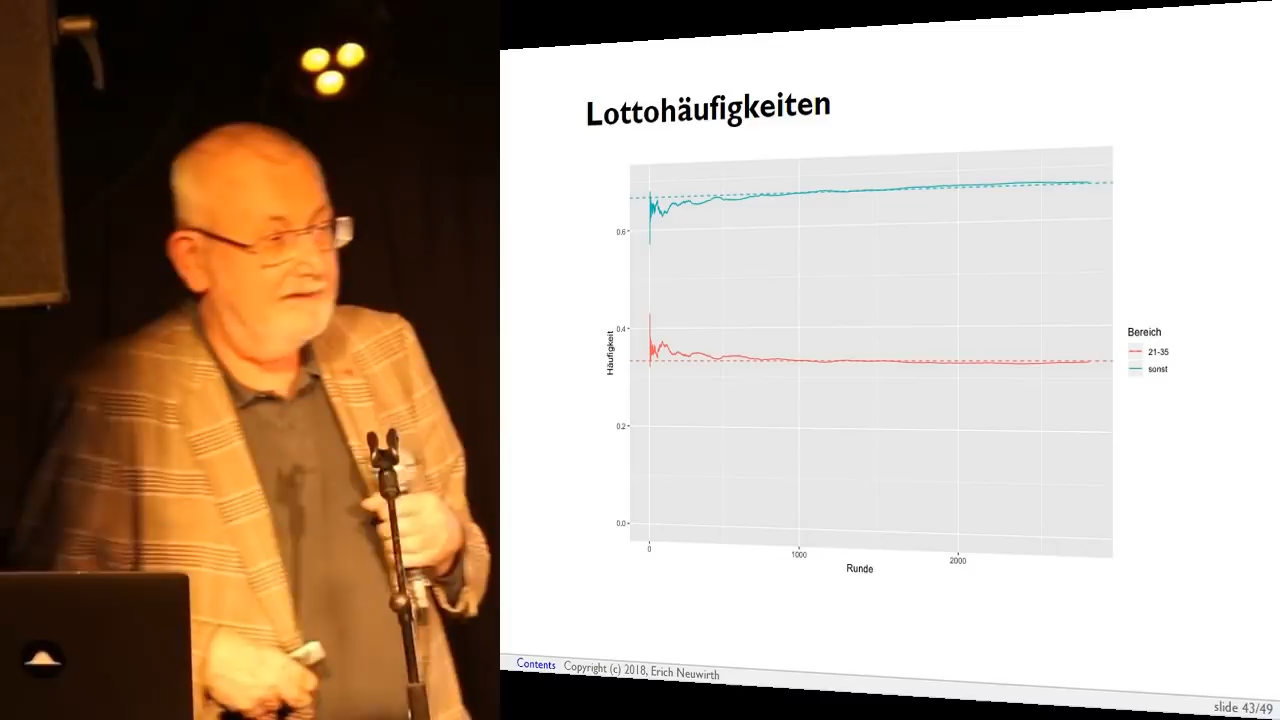 Lottohäufigkeiten
0.6
0.4
0.2
0.0
Häufigkeit
0
1000
2000
Runde
Bereich
21-35
sonst
Contents Copyright (c) 2018, Erich Neuwirth
slide 43/49